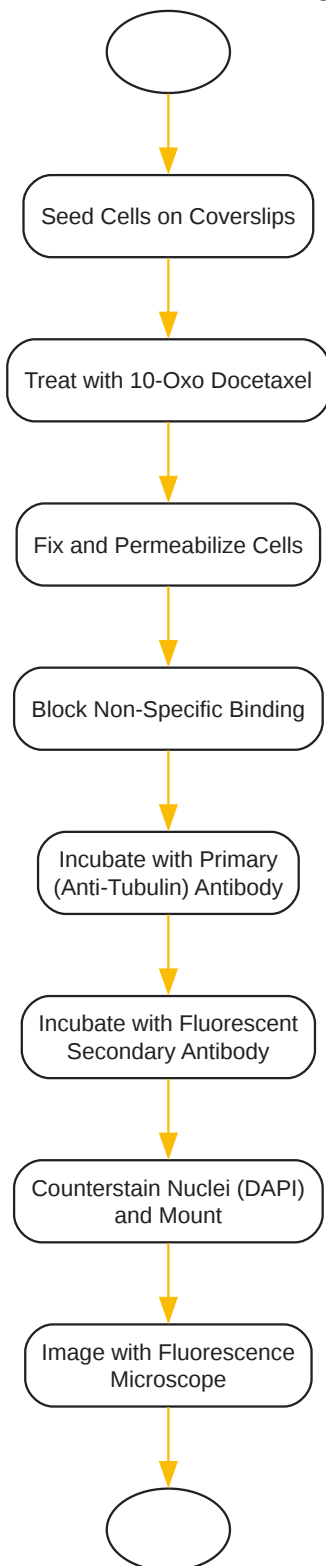 Seed Cells on Coverslips
Treat with 10-Oxo Docetaxel
Fix and Permeabilize Cells
Block Non-Specific Binding
Incubate with Primary
(Anti-Tubulin) Antibody
Incubate with Fluorescent
Secondary Antibody
Counterstain Nuclei (DAPI)
and Mount
Image with Fluorescence
Microscope